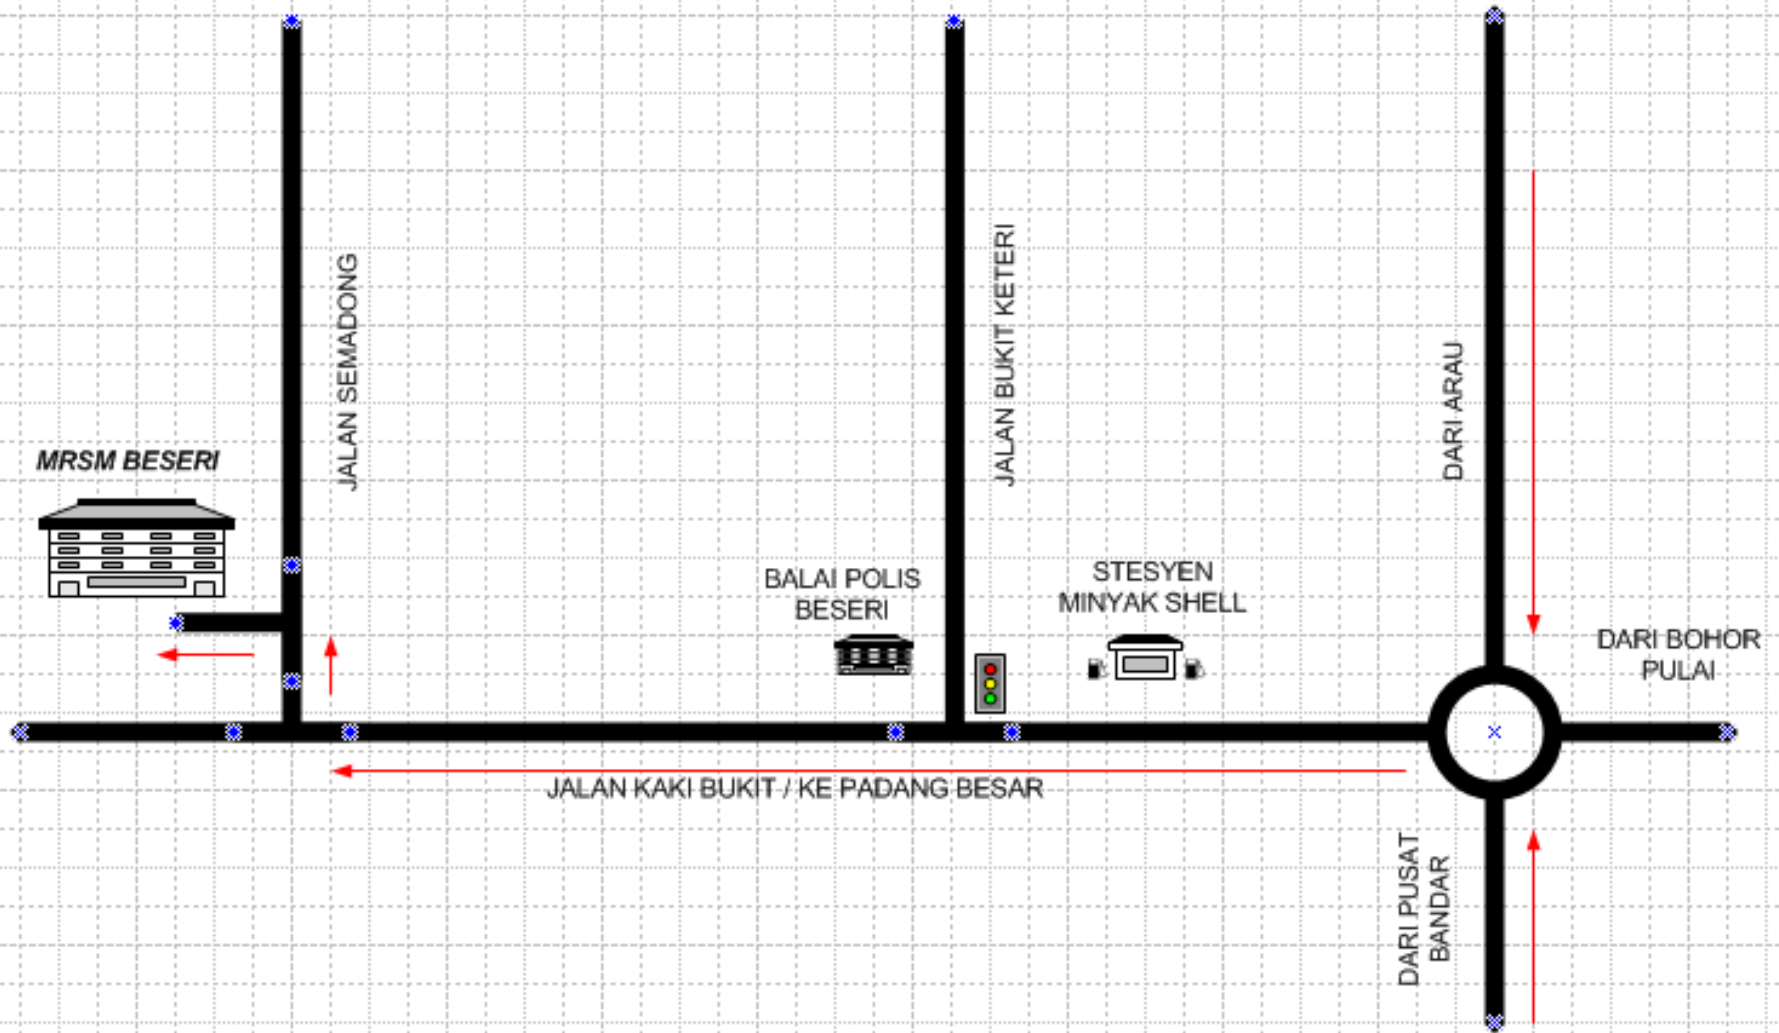 MRSM BESERI
JALAN SEMADONG
BALAI POLIS
BESERI
JALAN BUKIT KETERI
STESYEN
MINYAK SHELL
DARI ARAU
DARI BOHOR
PULAI
JALAN KAKI BUKIT / KE PADANG BESAR
DARI PUSAT
BANDAR